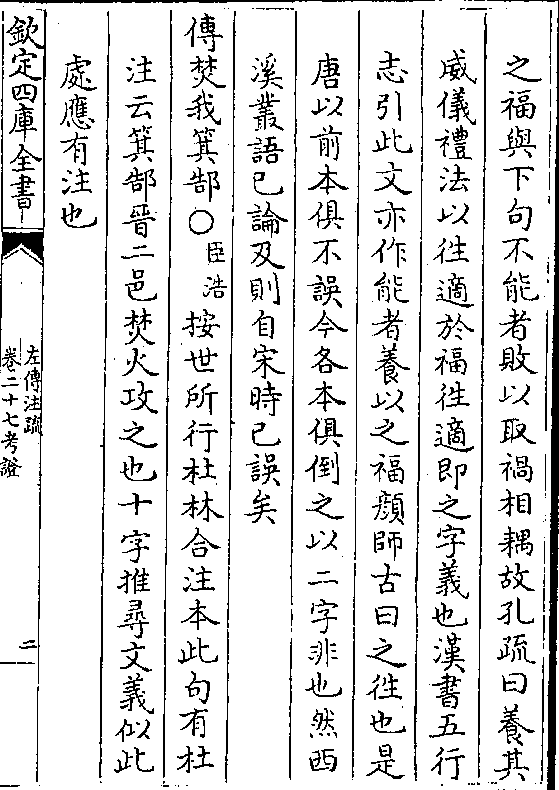 之福與下句不能者敗以取禍相耦故孔疏曰養其
威儀禮法以徃適於福徃適即之字義也漢書五行
志引此文亦作能者養以之福顔師古曰之徃也是
唐以前本俱不誤今各本俱倒之以二字非也然西
溪叢語已論及則自宋時已誤矣
傳焚我箕郜〇臣浩按世所行杜林合注本此句有杜
注云箕郜晉二邑焚火攻之也十字推尋文義似此
處應有注也
欽定四庫全書
左傳注疏
卷二十七考證
二